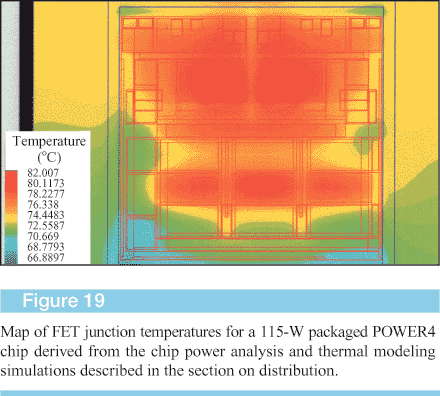 Temperature
(°C)
82.007
80.1173
78.2277
76.338
74.4483
72.5587
70.669
68.7793
66.8897
Figure 19
Map of FET junction temperatures for a 115-W packaged POWER4
chip derived from the chip power analysis and thermal modeling
simulations described in the section on distribution.